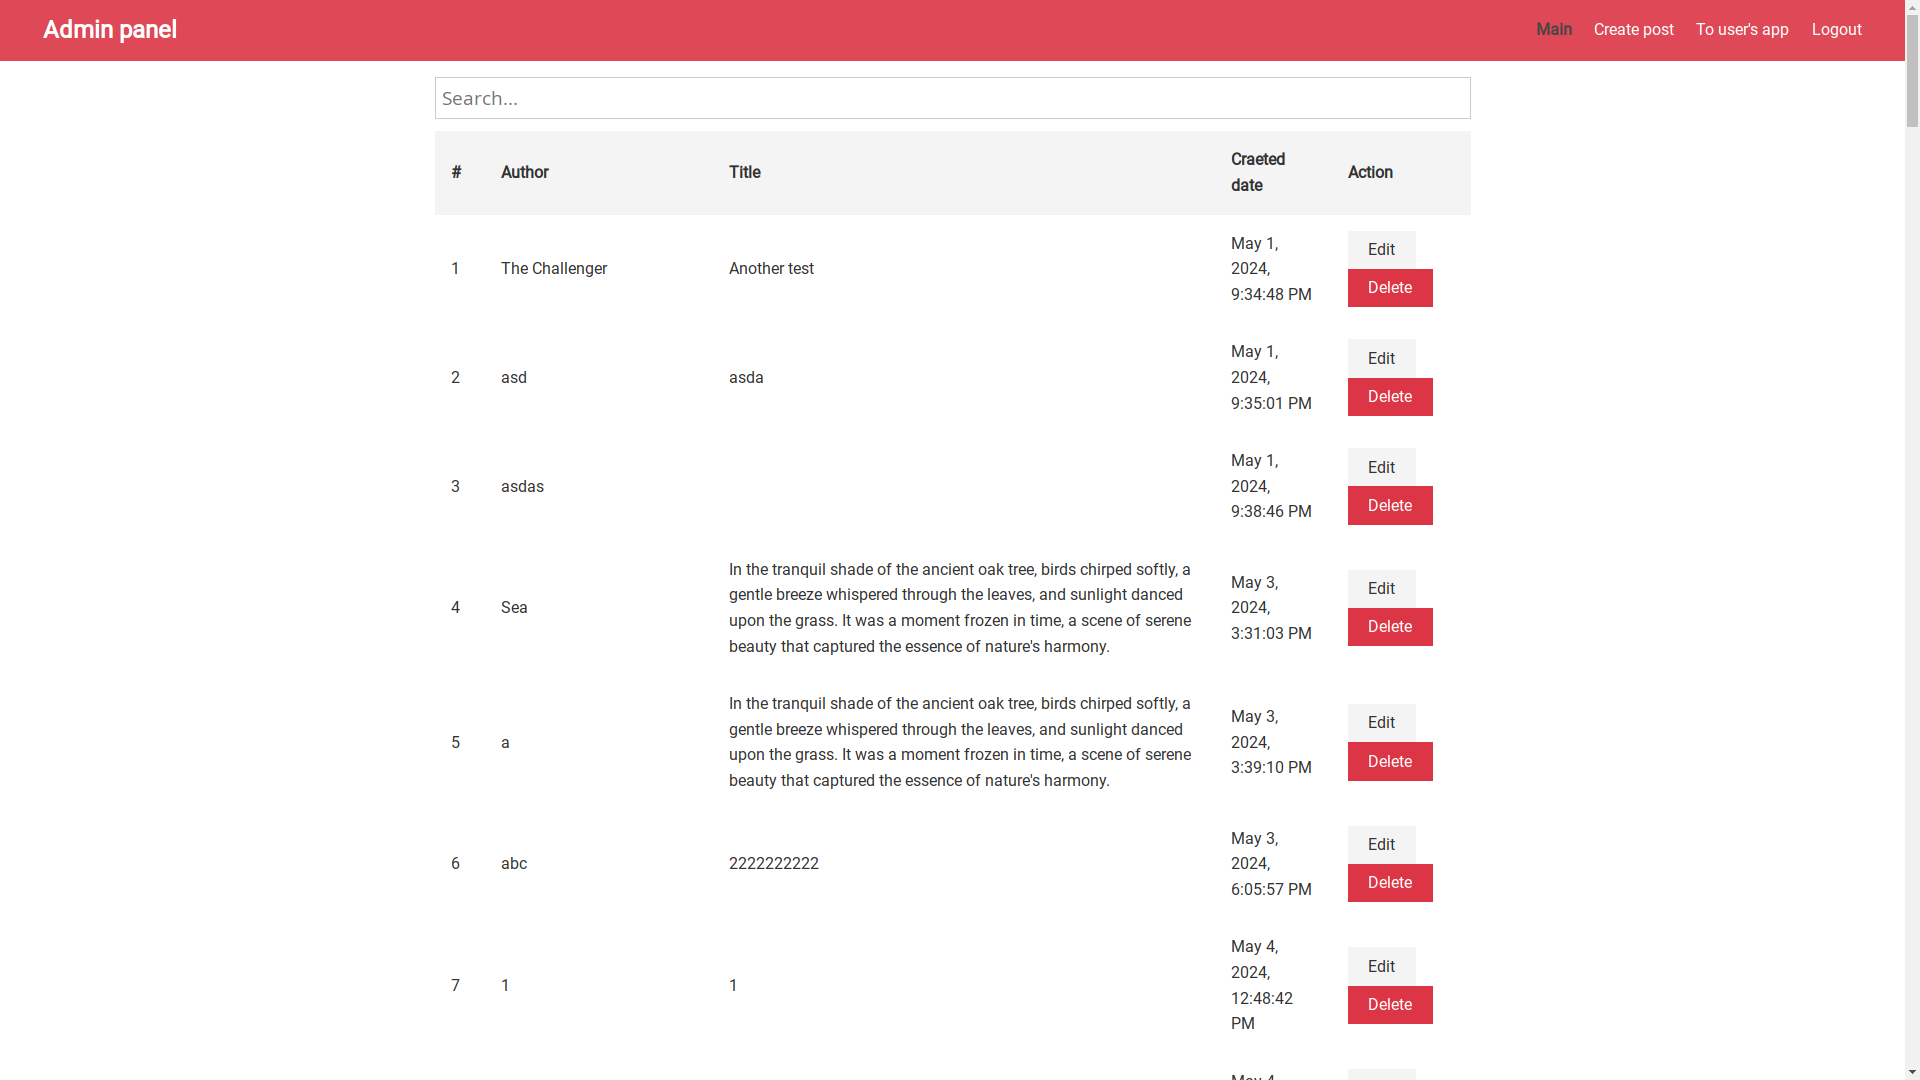 Admin panel
Main
Create post
To user's app
Logout
Search...
#
Author
Title
Craeted
date
Action
1
The Challenger
Another test
May 1,
2024,
9:34:48 PM
Edit
Delete
2
asd
asda
May 1,
2024,
9:35:01 PM
Edit
Delete
3
asdas
May 1,
2024,
9:38:46 PM
Edit
Delete
4
Sea
In the tranquil shade of the ancient oak tree, birds chirped softly, a
gentle breeze whispered through the leaves, and sunlight danced
upon the grass. It was a moment frozen in time, a scene of serene
beauty that captured the essence of nature's harmony.
May 3,
2024,
3:31:03 PM
Edit
Delete
5
a
In the tranquil shade of the ancient oak tree, birds chirped softly, a
gentle breeze whispered through the leaves, and sunlight danced
upon the grass. It was a moment frozen in time, a scene of serene
beauty that captured the essence of nature's harmony.
May 3,
2024,
3:39:10 PM
Edit
Delete
6
abc
2222222222
May 3,
2024,
6:05:57 PM
Edit
Delete
7
1
1
May 4,
2024,
12:48:42
PM
Edit
Delete
May 4,